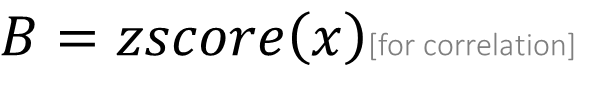 B = zscore(x)[for correlation]